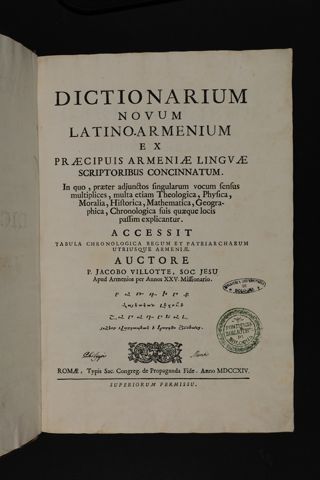 DICTIONARIUM
NOVUM
LATINO-ARMENIUM
EX
PRÆCIPUIS ARMENIÆ LINGUÆ
SCRIPTORIBUS CONCINNATUM.
In quo, præter adjunctos singularum vocum sensus
multiplices, multa etiam Theologica, Physica,
Moralia, Historica, Mathematica, Geogra-
phica, Chronologica suis quæque locis
passim explicantur.
ACCESSIT
TABULA CHRONOLOGICA REGUM ET PATRIARCHARUM
UTRIUSQUE ARMENIÆ.
AUCTORE
P. JACOBO VILLOTTE, SOC JESU
Apud Armenios per Annos XXV. Missionario.
ROMÆ, Typis Sac. Congreg. de Propaganda Fide. Anno MDCCXIV.
SUPERIORUM PERMISSU.